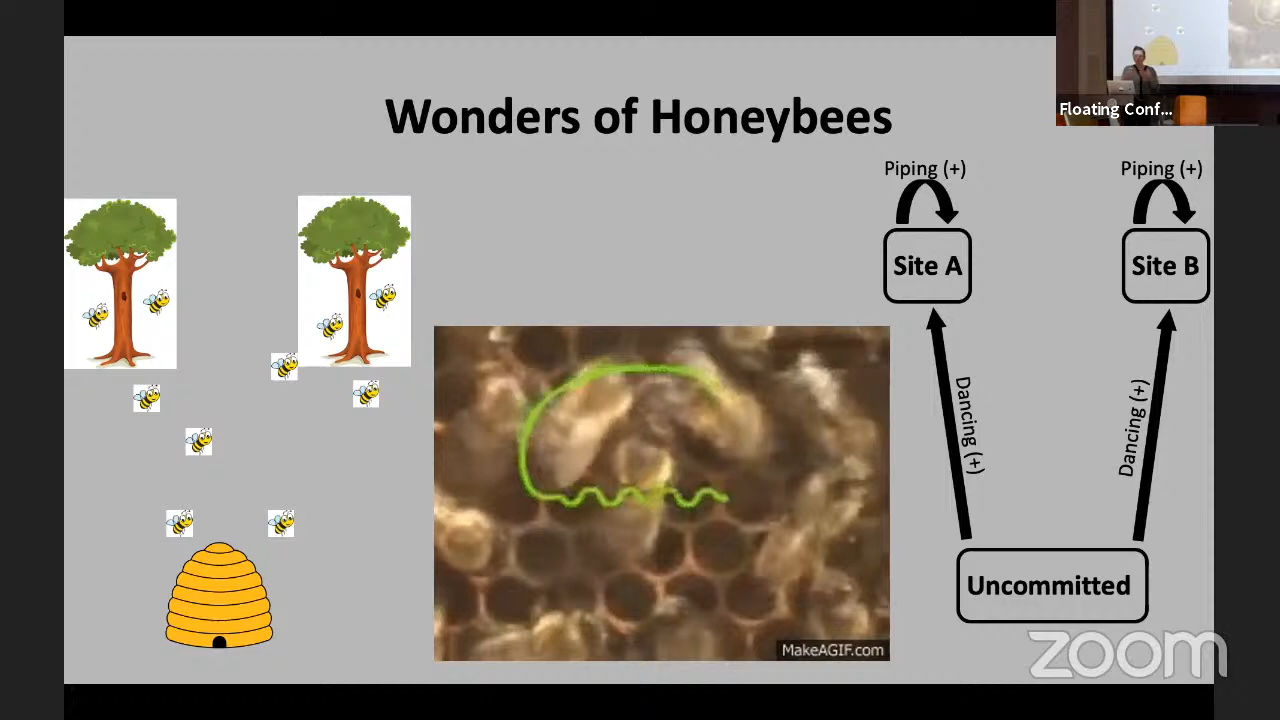 Wonders of Honeybees
Floating Conf...
Piping (+)
Piping (+)
Site A
Site B
Dancing (+)
Dancing (+)
Uncommitted
MakeAGIF.com
zoom